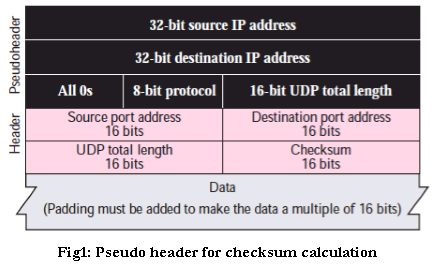 Pseudoheader
32-bit source IP address
32-bit destination IP address
All 0s 8-bit protocol 16-bit UDP total length
Header
Source port address Destination port address
16 bits 16 bits
UDP total length Checksum
16 bits 16 bits
Data
(Padding must be added to make the data a multiple of 16 bits)
Fig1: Pseudo header for checksum calculation